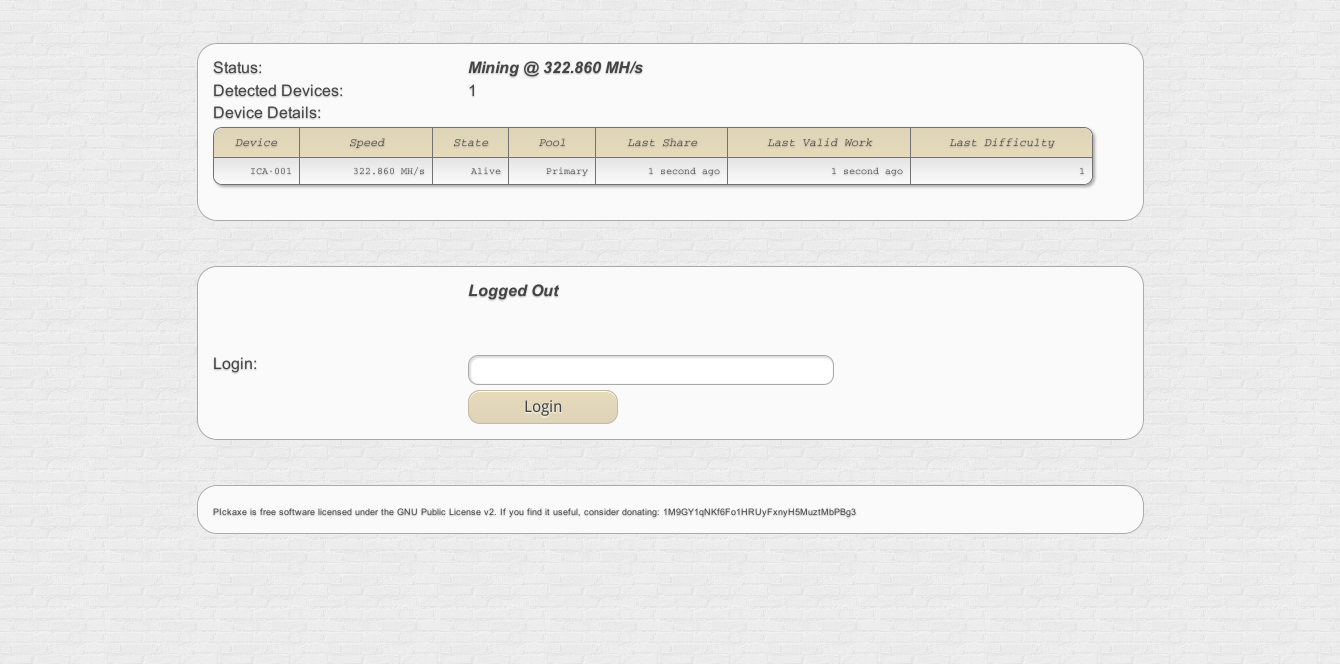 Status: Mining @ 322.860 MH/s
Detected Devices: 1
Device Details:
Device Speed State Pool Last Share Last Valid Work Last Difficulty
ICA-001 322.860 MH/s Alive Primary 1 second ago 1 second ago 1
Logged Out
Login:
Login
PIckaxe is free software licensed under the GNU Public License v2. If you find it useful, consider donating: 1M9GY1qNKf6Fo1HRUyFxnyH5MuztMbPBg3